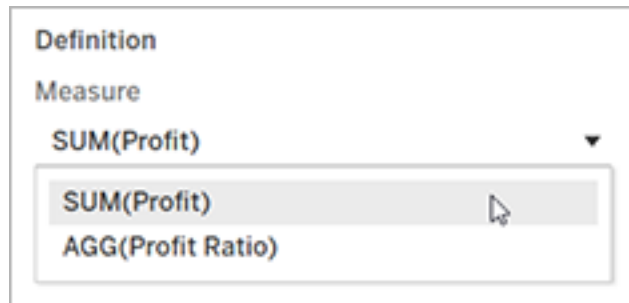 Definition
Measure
SUM(Profit)
SUM(Profit)
AGG(Profit Ratio)